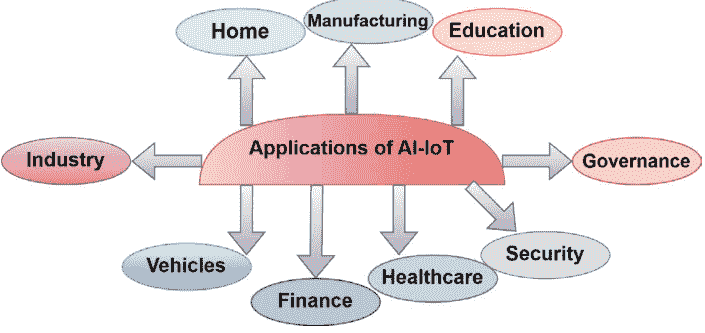 Home
Manufacturing
Education
Applications of AI-IoT
Industry
Governance
Vehicles
Security
Healthcare
Finance